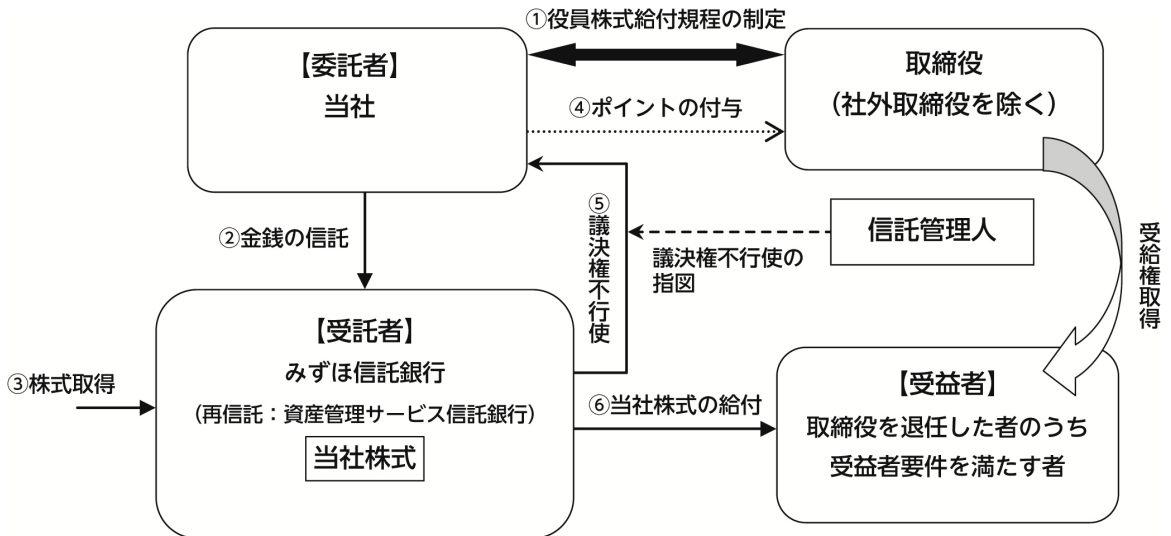 ①役員株式給付規程の制定
【委託者】
当社
取締役
（社外取締役を除く）
④ポイントの付与
②金銭の信託
⑤議決権不行使
議決権不行使の
指図
信託管理人
受給権取得
【受託者】
みずほ信託銀行
（再信託：資産管理サービス信託銀行）
当社株式
③株式取得
⑥当社株式の給付
【受益者】
取締役を退任した者のうち
受益者要件を満たす者